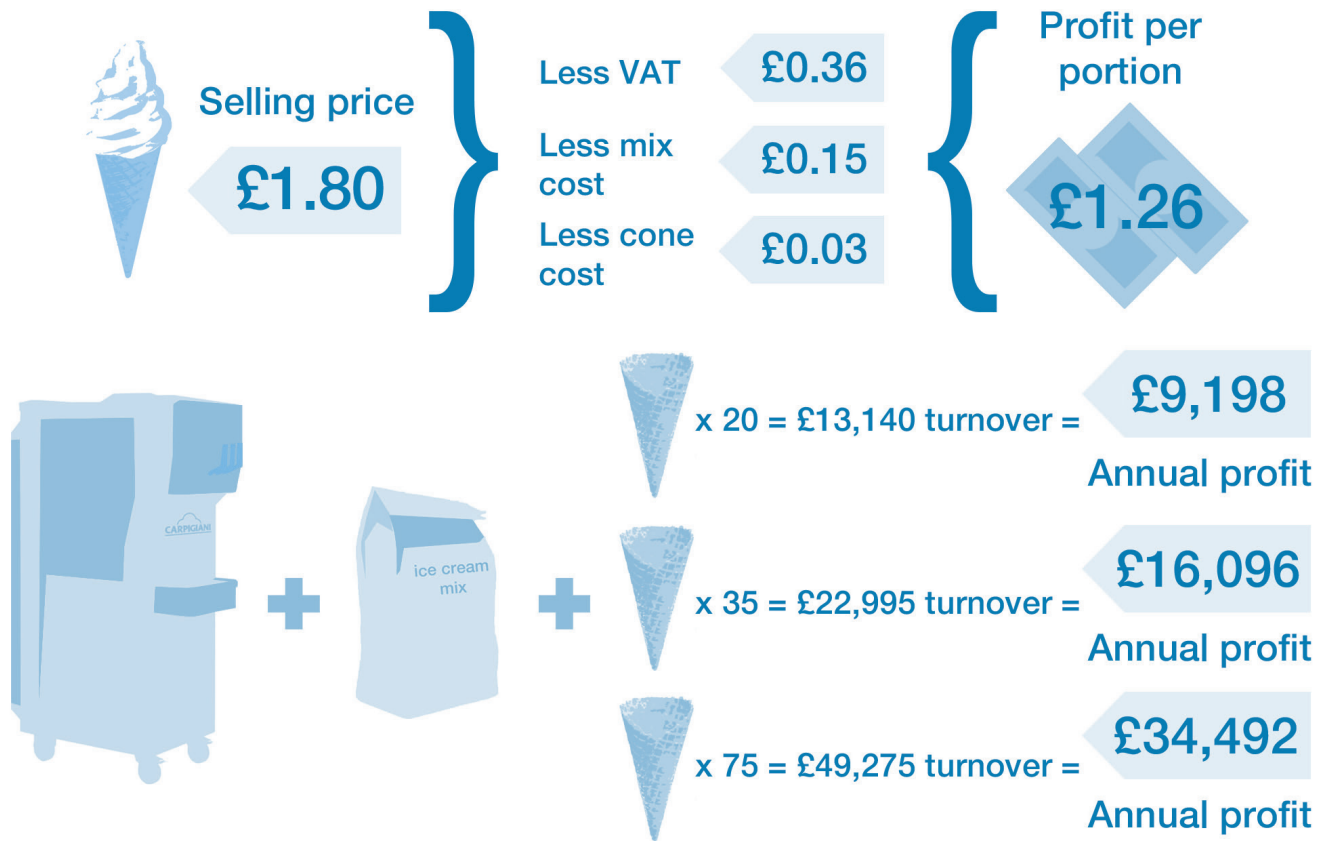 Selling price
£1.80
Less VAT
£0.36
Less mix
cost
£0.15
Less cone
cost
£0.03
Profit per
portion
£1.26
CARPIGIANI
ice cream
mix
x 20 = £13,140 turnover =
£9,198
Annual profit
x 35 = £22,995 turnover =
£16,096
Annual profit
x 75 = £49,275 turnover =
£34,492
Annual profit